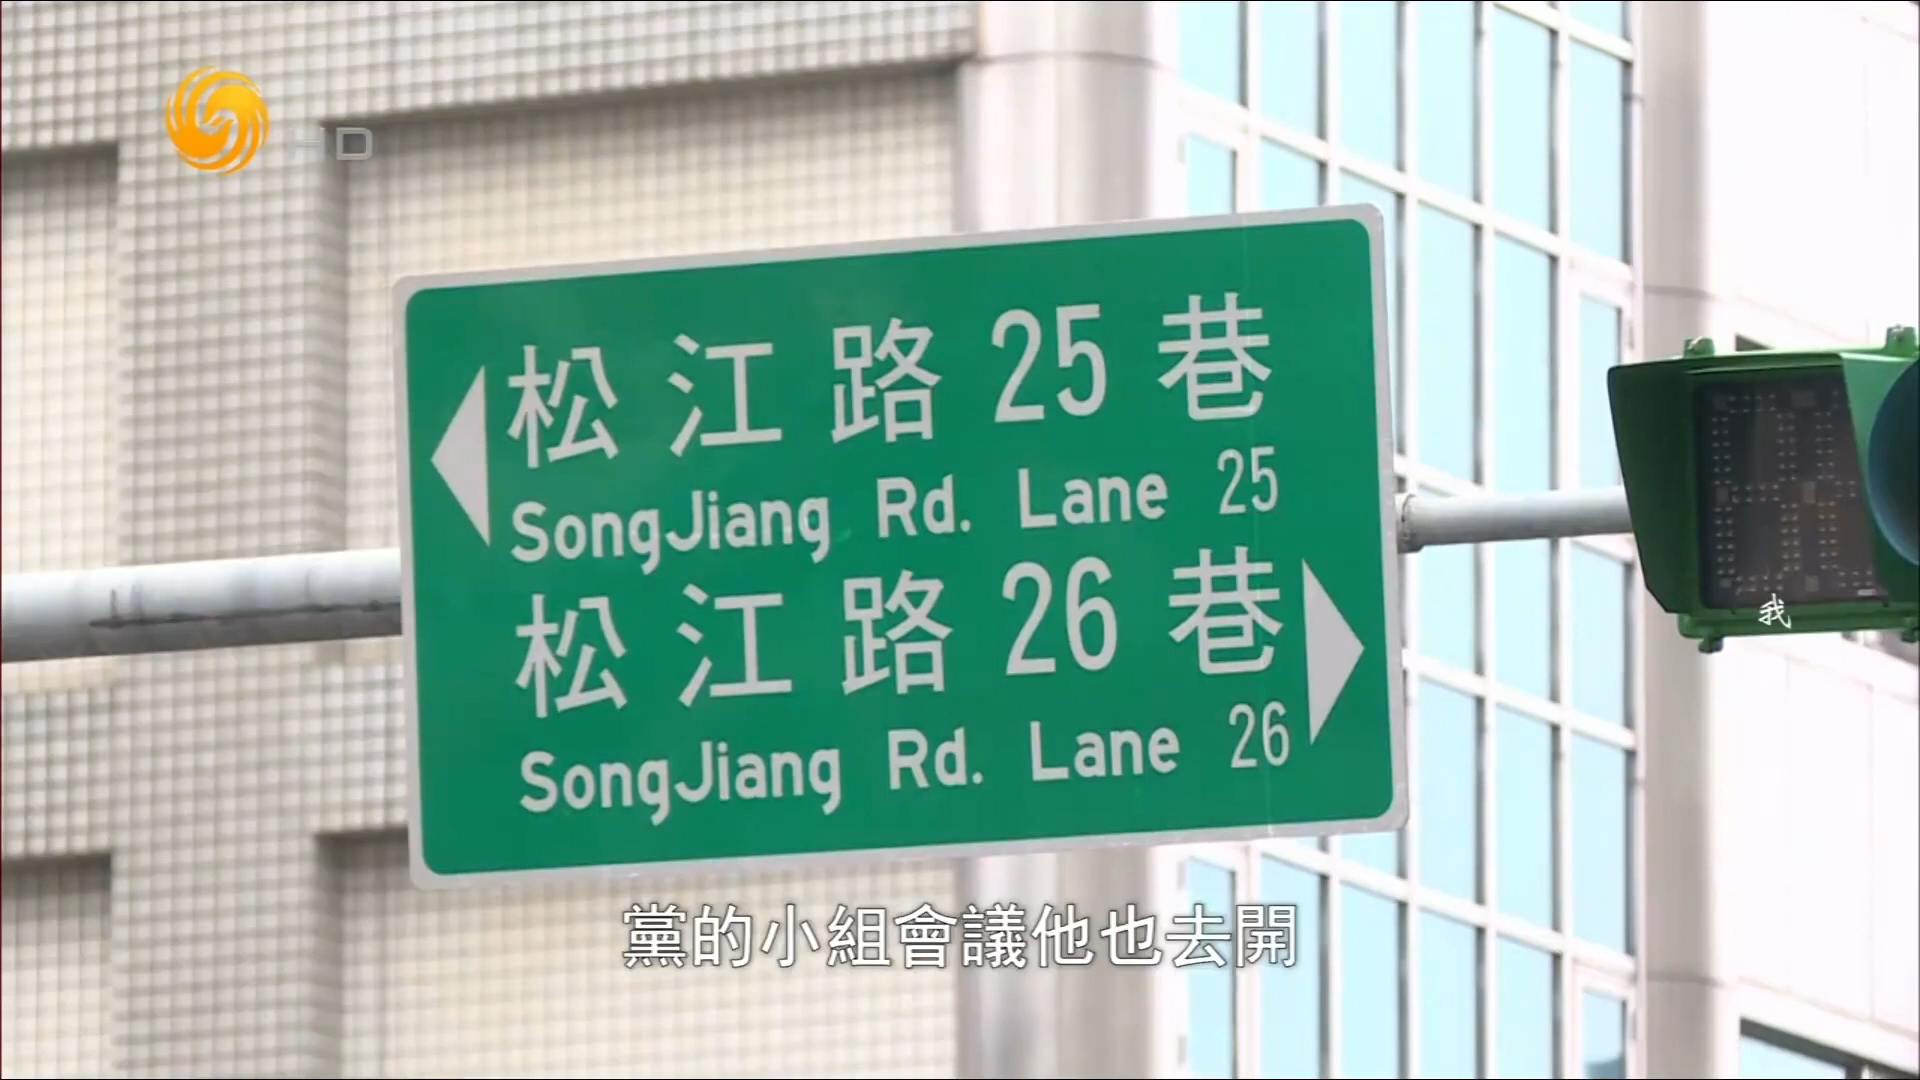 HD
松江路25巷
SongJiang Rd. Lane 25
松江路26巷
SongJiang Rd. Lane 26
我
黨的小組會議他也去開